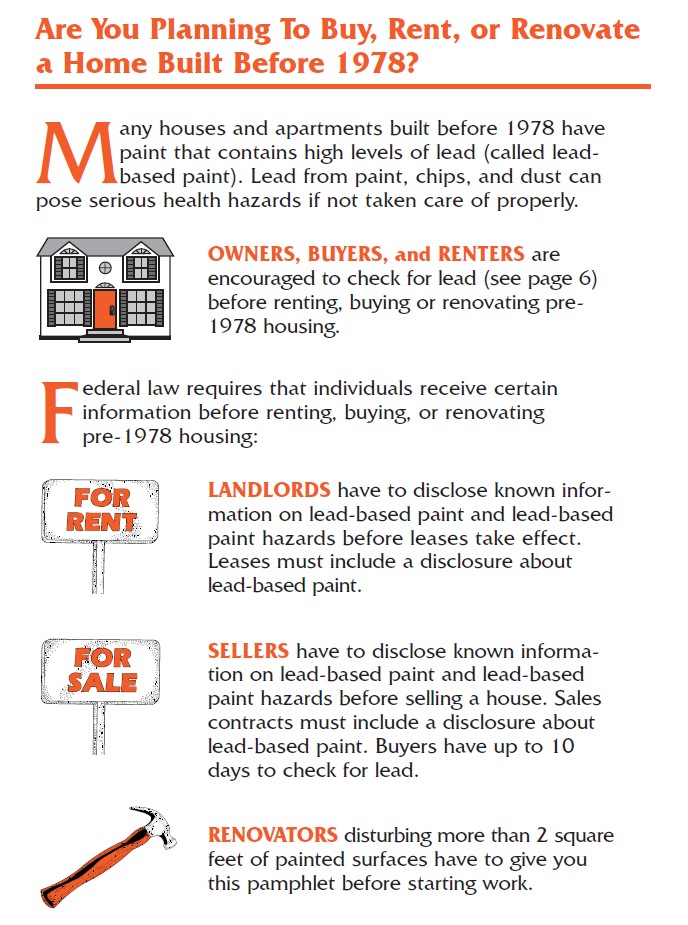 Are You Planning To Buy, Rent, or Renovate
a Home Built Before 1978?
Many houses and apartments built before 1978 have
paint that contains high levels of lead (called lead-
based paint). Lead from paint, chips, and dust can
pose serious health hazards if not taken care of properly.
OWNERS, BUYERS, and RENTERS are
encouraged to check for lead (see page 6)
before renting, buying or renovating pre-
1978 housing.
Federal law requires that individuals receive certain
information before renting, buying, or renovating
pre-1978 housing:
FOR
RENT
LANDLORDS have to disclose known infor-
mation on lead-based paint and lead-based
paint hazards before leases take effect.
Leases must include a disclosure about
lead-based paint.
FOR
SALE
SELLERS have to disclose known informa-
tion on lead-based paint and lead-based
paint hazards before selling a house. Sales
contracts must include a disclosure about
lead-based paint. Buyers have up to 10
days to check for lead.
RENOVATORS disturbing more than 2 square
feet of painted surfaces have to give you
this pamphlet before starting work.